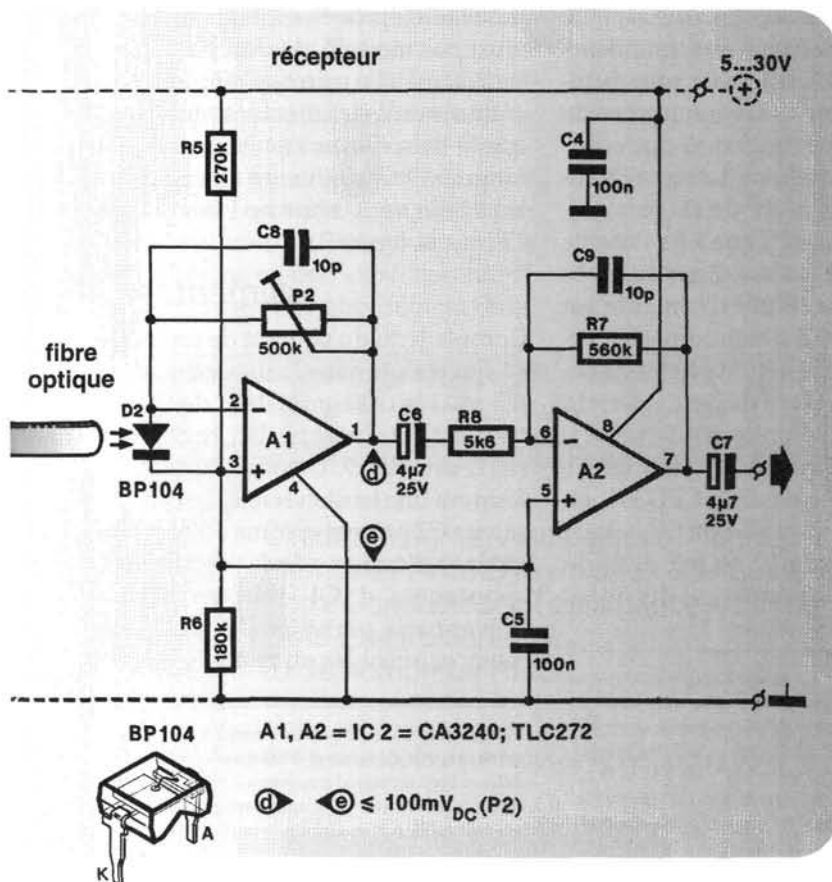 récepteur
5...30V
R5
270k
C4
100n
C8
10p
P2
500k
C9
10p
R7
560k
fibre
optique
D2
BP104
2
3
A1
1
4
d
C6
4µ7
25V
R8
5k6
6
5
A2
8
7
C7
4µ7
25V
e
R6
180k
C5
100n
BP104
A1, A2 = IC 2 = CA3240; TLC272
d e ≤ 100mVDC (P2)
A
K